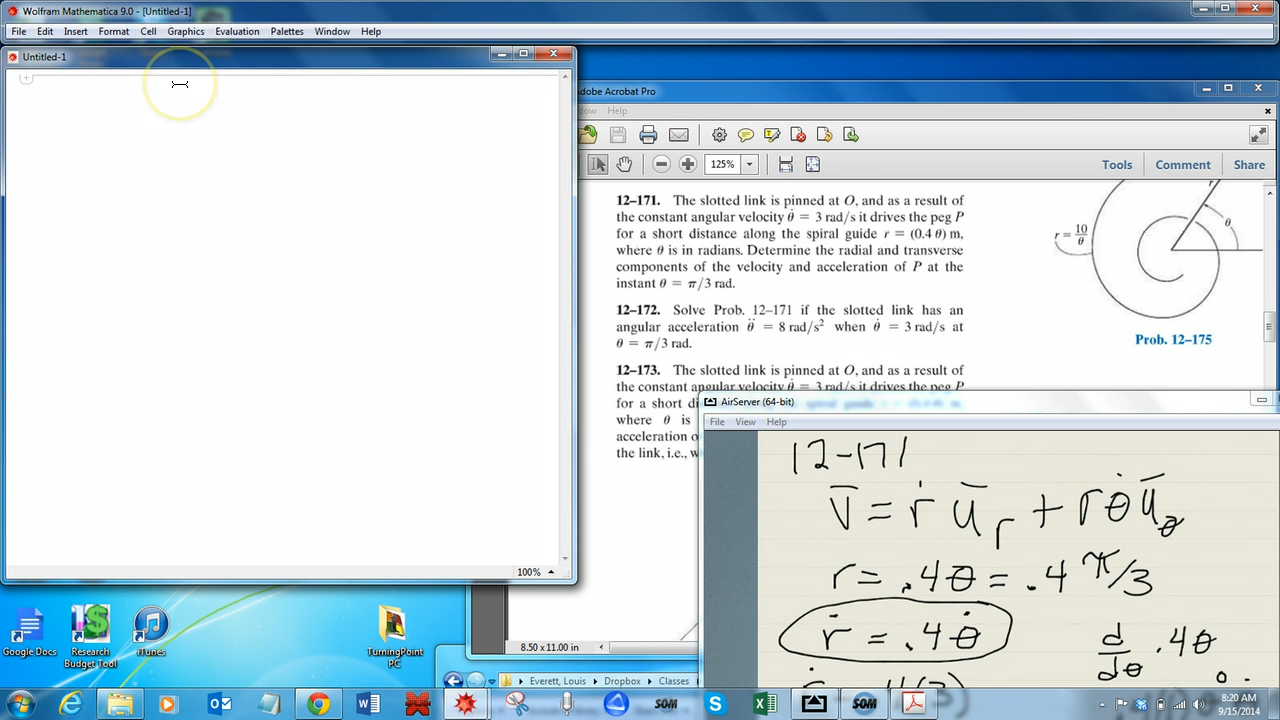 Wolfram Mathematica 9.0 - [Untitled-1]
File Edit Insert Format Cell Graphics Evaluation Palettes Window Help
Untitled-1
100%
Adobe Acrobat Pro
Help
125%
Tools Comment Share
12–171. The slotted link is pinned at O, and as a result of
the constant angular velocity θ̇ = 3 rad/s it drives the peg P
for a short distance along the spiral guide r = (0.4 θ) m,
where θ is in radians. Determine the radial and transverse
components of the velocity and acceleration of P at the
instant θ = π/3 rad.
12–172. Solve Prob. 12–171 if the slotted link has an
angular acceleration θ̈ = 8 rad/s² when θ̇ = 3 rad/s at
θ = π/3 rad.
12–173. The slotted link is pinned at O, and as a result of
the constant angular velocity θ̇ = 3 rad/s it drives the peg P
for a short
where θ is
acceleration
the link, i.e.,
r
θ
r = 10/θ
Prob. 12–175
8.50 x 11.00 in
AirServer (64-bit)
File View Help
12-171
v̄ = ṙ ū_r + r θ̇ ū_θ
r = .4θ = .4 π/3
ṙ = .4 θ̇
d/dθ .4θ
Everett, Louis Dropbox Classes
Google Docs
Research Budget Tool
iTunes
TurningPoint PC
SOM
SOM
8:20 AM
9/15/2014